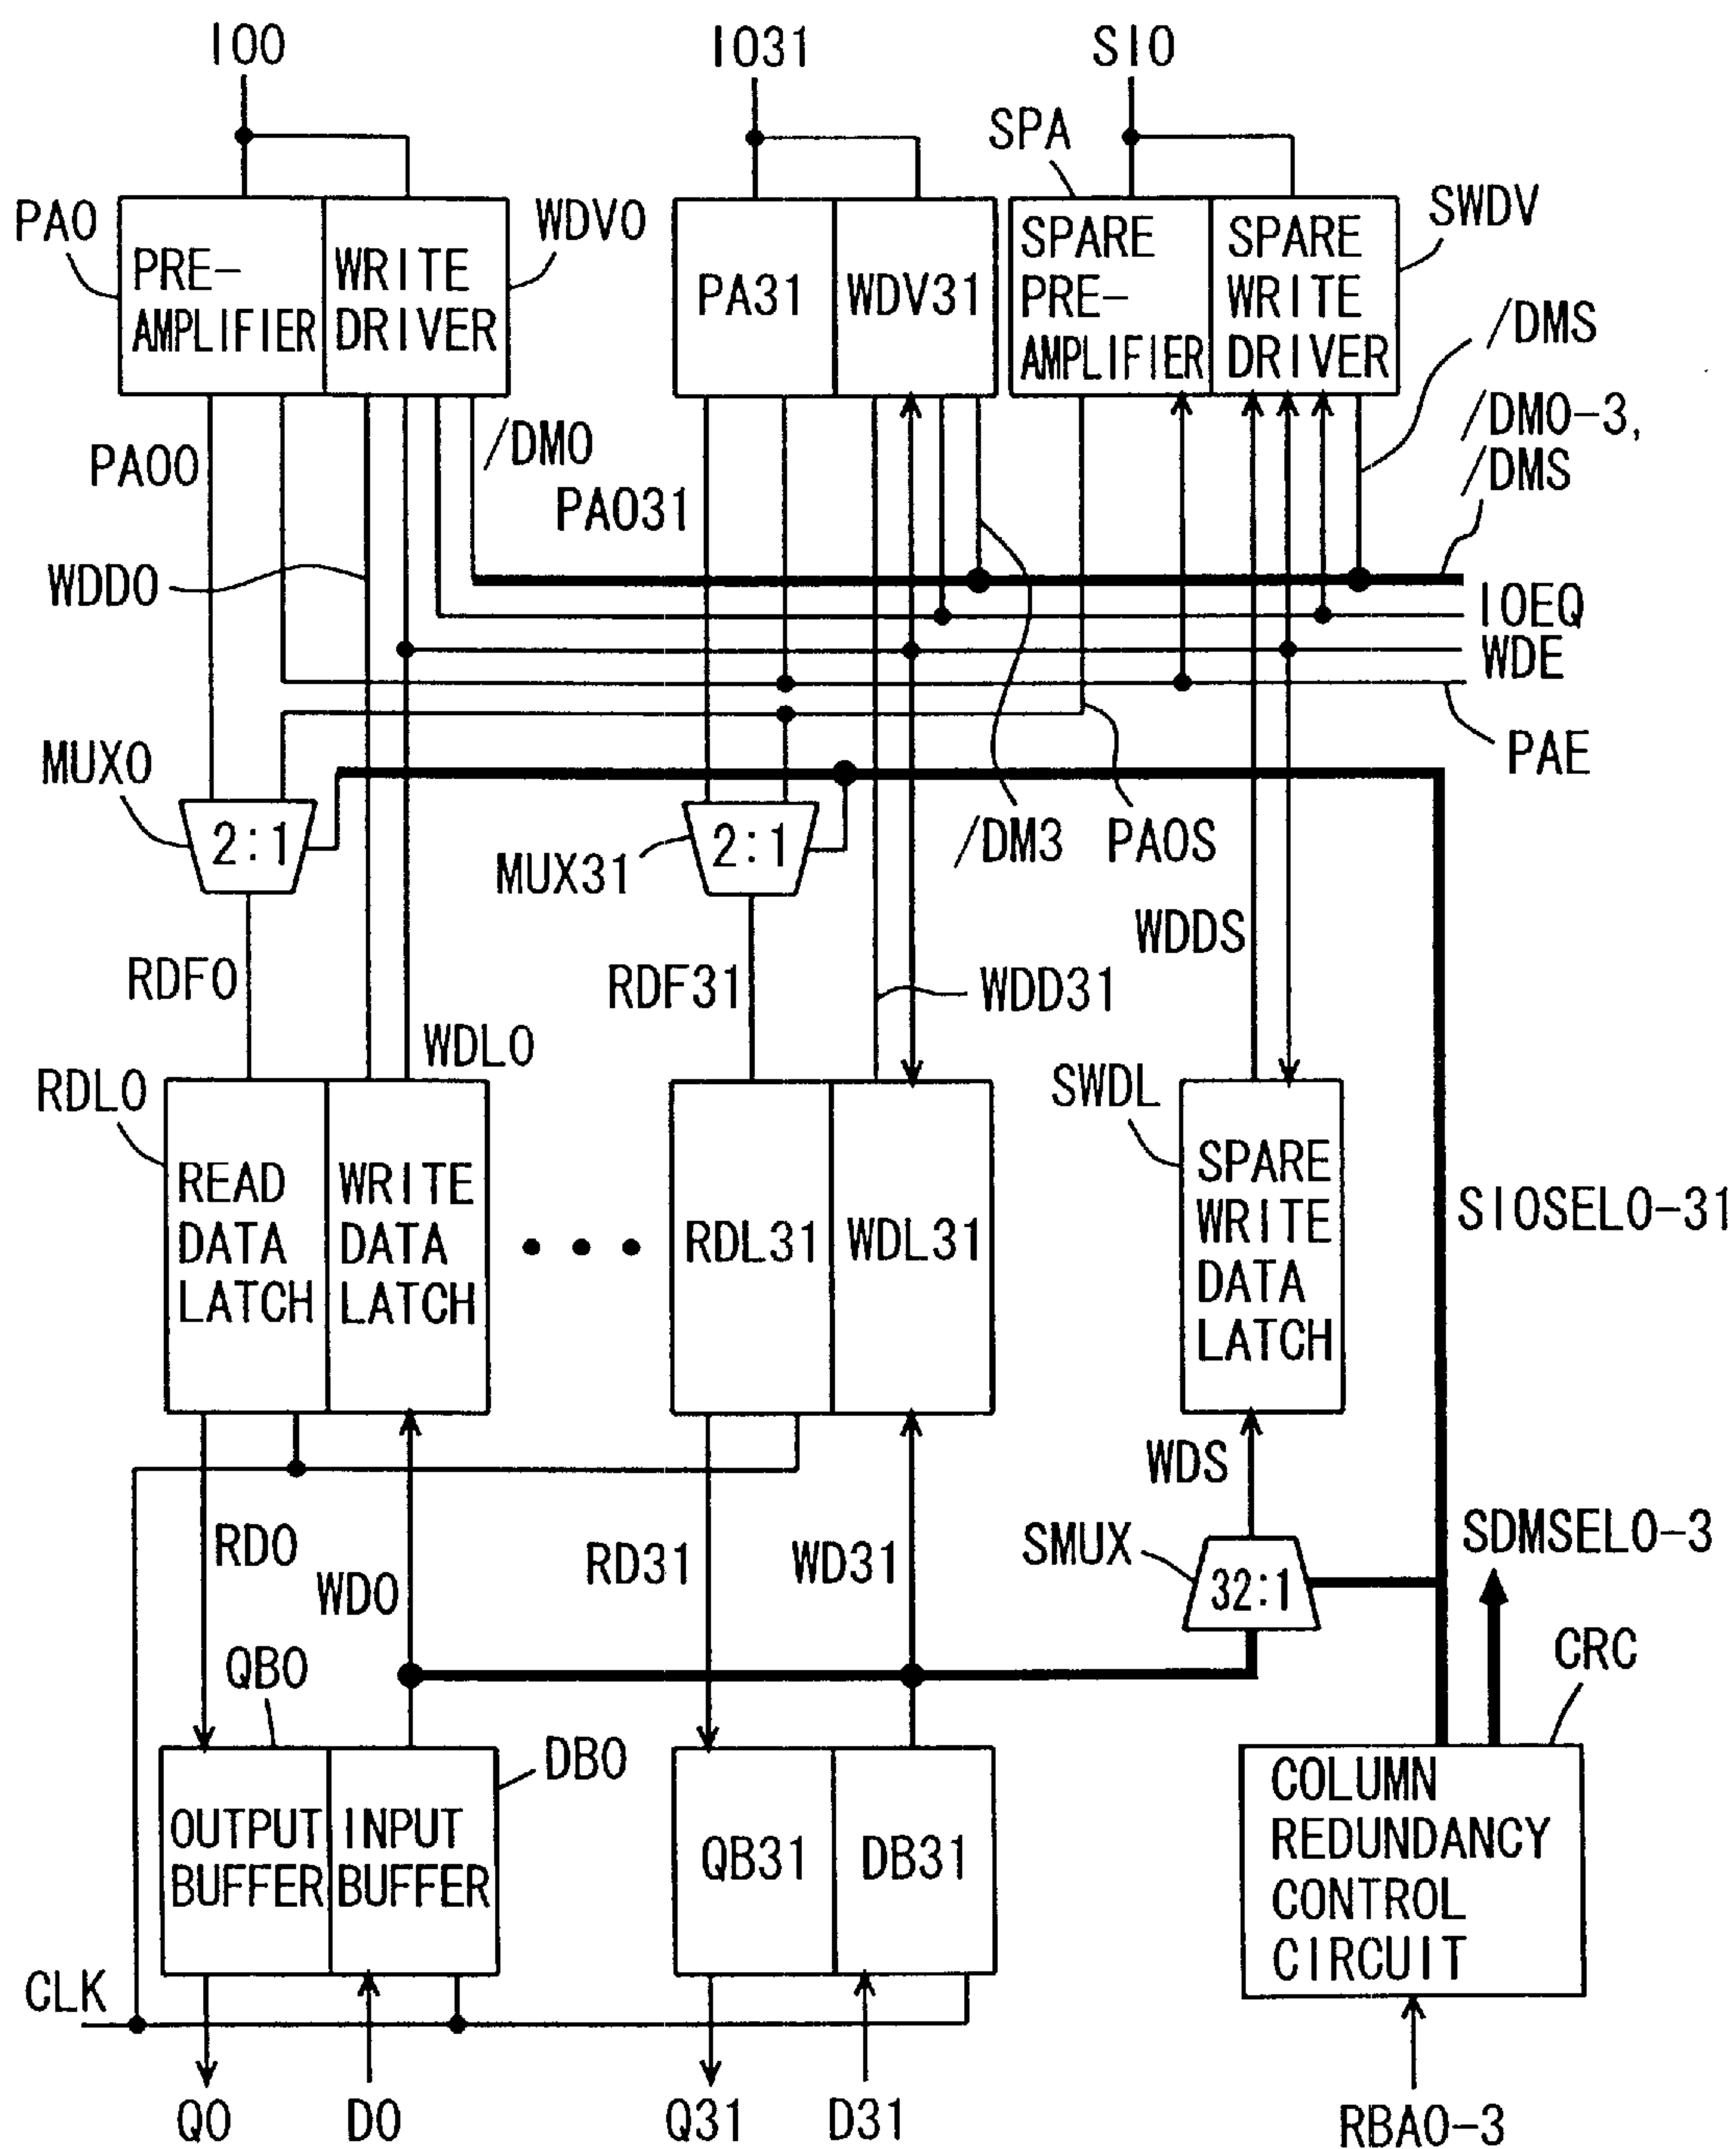 IO0
IO31
SIO
SPA
PA0
WDV0
SWDV
PRE-
AMPLIFIER
WRITE
DRIVER
PA31
WDV31
SPARE
PRE-
AMPLIFIER
SPARE
WRITE
DRIVER
/DMS
/DM0-3,
/DMS
PAO0
/DM0
PAO31
WDD0
IOEQ
WDE
PAE
MUX0
2:1
MUX31
2:1
/DM3
PAOS
RDF0
RDF31
WDD31
WDDS
WDL0
RDL0
SWDL
READ
DATA
LATCH
WRITE
DATA
LATCH
RDL31
WDL31
SPARE
WRITE
DATA
LATCH
SIOSEL0-31
WDS
RD0
WD0
RD31
WD31
SMUX
32:1
SDMSEL0-3
QB0
DB0
CRC
OUTPUT
BUFFER
INPUT
BUFFER
QB31
DB31
COLUMN
REDUNDANCY
CONTROL
CIRCUIT
CLK
Q0
D0
Q31
D31
RBA0-3